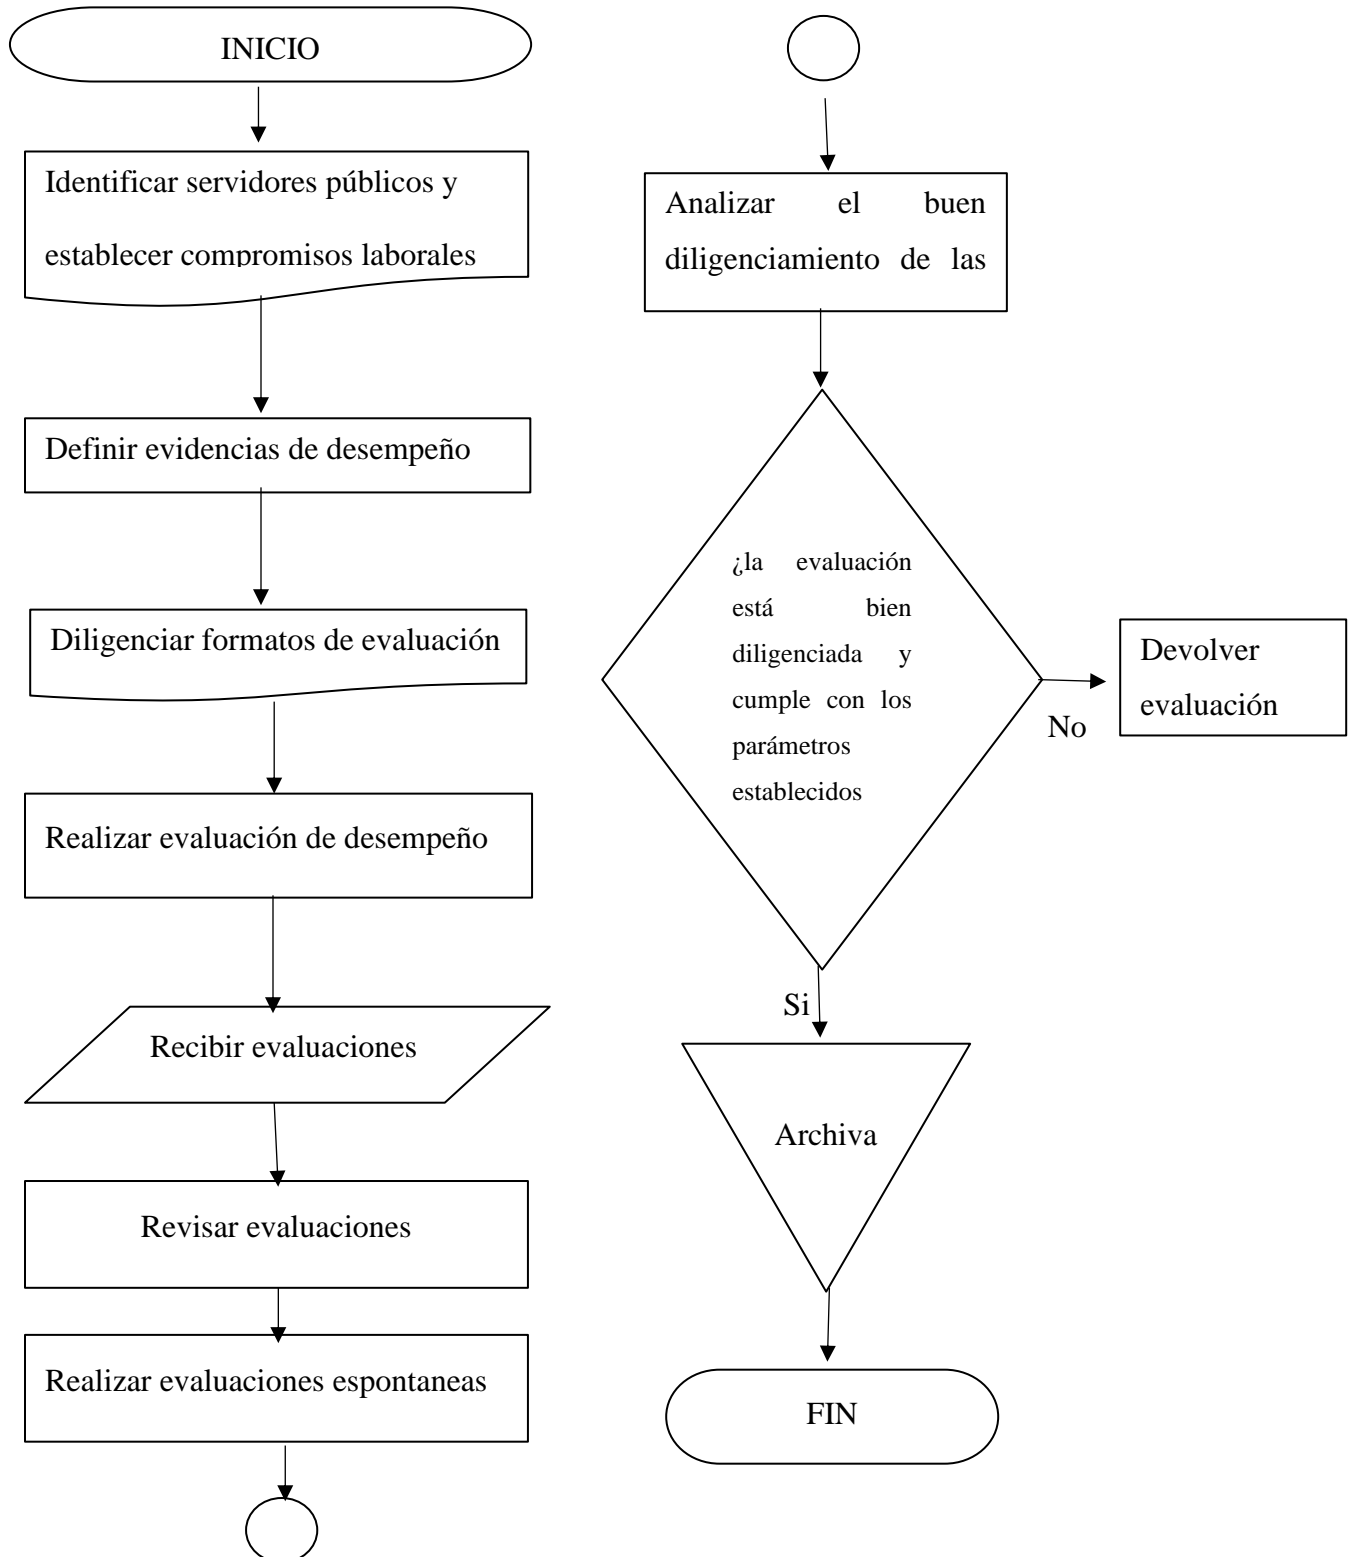 INICIO
Identificar servidores públicos y
establecer compromisos laborales
Definir evidencias de desempeño
Diligenciar formatos de evaluación
Realizar evaluación de desempeño
Recibir evaluaciones
Revisar evaluaciones
Realizar evaluaciones espontaneas
Analizar el buen
diligenciamiento de las
¿la evaluación
está bien
diligenciada y
cumple con los
parámetros
establecidos
No
Devolver
evaluación
Si
Archiva
FIN